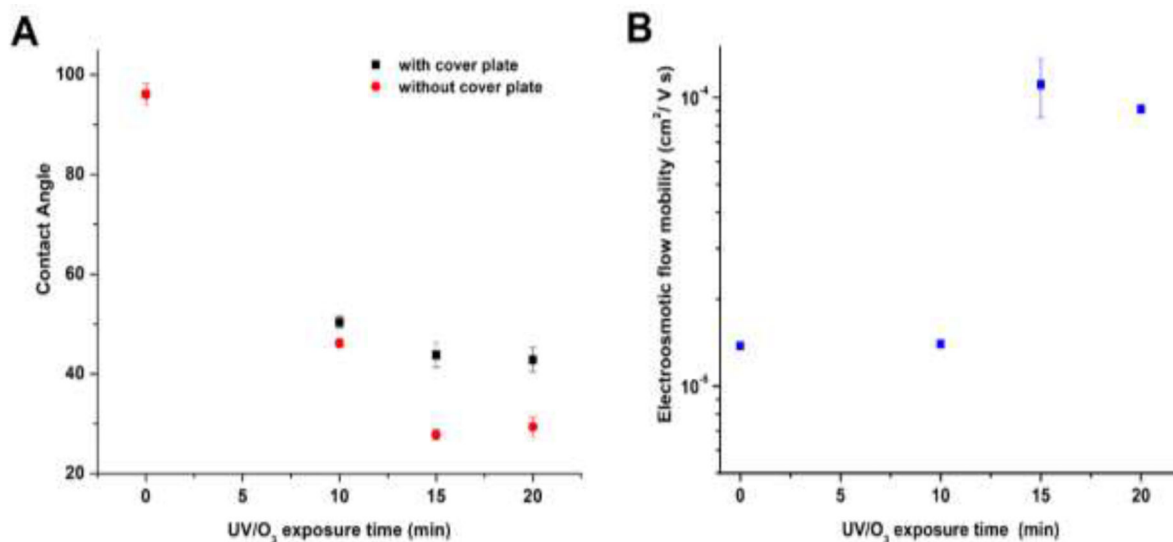 A
100
80
60
40
20
Contact Angle
with cover plate
without cover plate
0 5 10 15 20
UV/O₃ exposure time (min)
B
10⁻⁴
10⁻⁵
Electroosmotic flow mobility (cm²/ V s)
0 5 10 15 20
UV/O₃ exposure time (min)